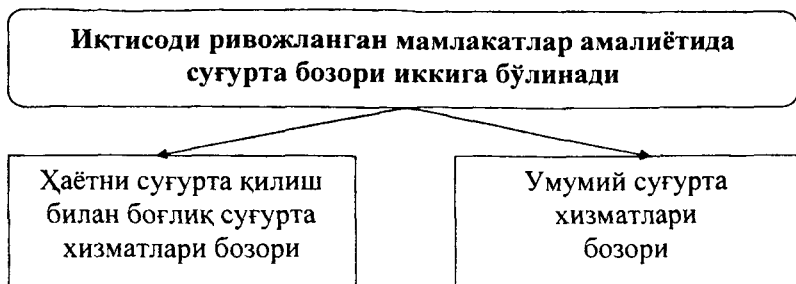 Иқтисоди ривожланган мамлакатлар амалиётида
суғурта бозори иккига бўлинади
Ҳаётни суғурта қилиш
билан боғлиқ суғурта
хизматлари бозори
Умумий суғурта
хизматлари
бозори